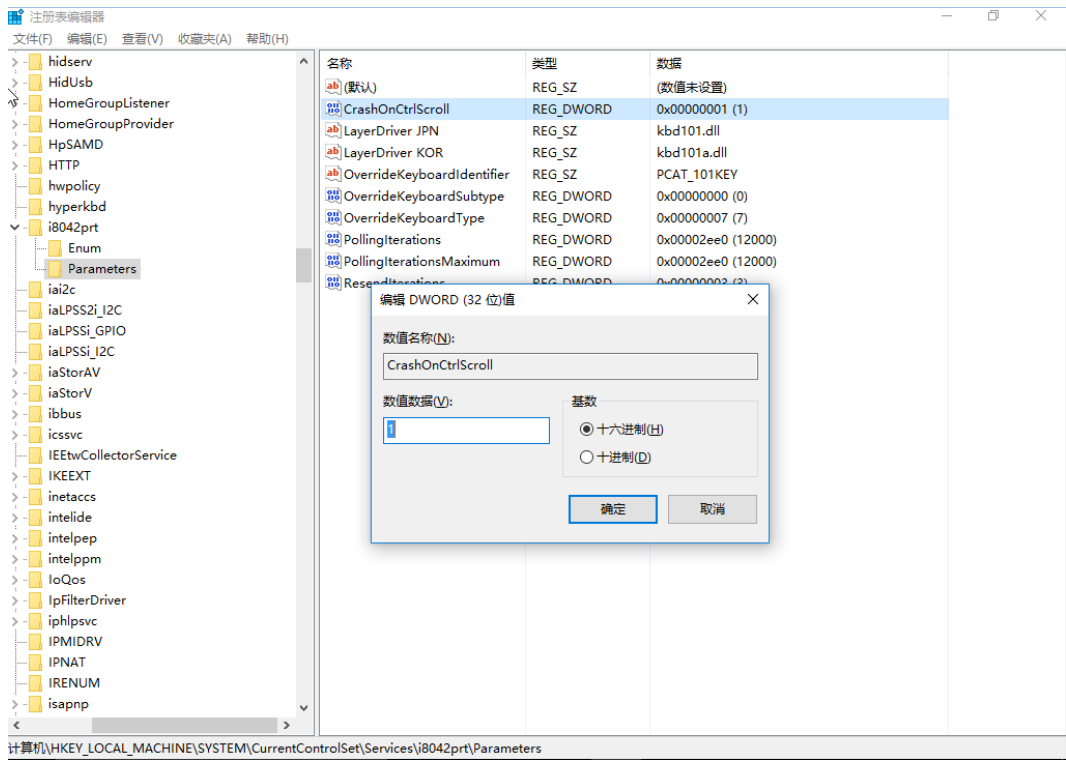 注册表编辑器
文件(F) 编辑(E) 查看(V) 收藏夹(A) 帮助(H)
hidserv
HidUsb
HomeGroupListener
HomeGroupProvider
HpSAMD
HTTP
hwpolicy
hyperkbd
i8042prt
Enum
Parameters
iai2c
iaLPSS2i_I2C
iaLPSSi_GPIO
iaLPSSi_I2C
iaStorAV
iaStorV
ibbus
icssvc
IEEtwCollectorService
IKEEXT
inetaccs
intelide
intelpep
intelppm
IoQos
IpFilterDriver
iphlpsvc
IPMIDRV
IPNAT
IRENUM
isapnp
名称 类型 数据
(默认) REG_SZ (数值未设置)
CrashOnCtrlScroll REG_DWORD 0x00000001 (1)
LayerDriver JPN REG_SZ kbd101.dll
LayerDriver KOR REG_SZ kbd101a.dll
OverrideKeyboardIdentifier REG_SZ PCAT_101KEY
OverrideKeyboardSubtype REG_DWORD 0x00000000 (0)
OverrideKeyboardType REG_DWORD 0x00000007 (7)
PollingIterations REG_DWORD 0x00002ee0 (12000)
PollingIterationsMaximum REG_DWORD 0x00002ee0 (12000)
ResendIterations REG_DWORD 0x00000003 (3)
编辑 DWORD (32 位)值
数值名称(N):
CrashOnCtrlScroll
数值数据(V):
1
基数
十六进制(H)
十进制(D)
确定 取消
计算机\HKEY_LOCAL_MACHINE\SYSTEM\CurrentControlSet\Services\i8042prt\Parameters